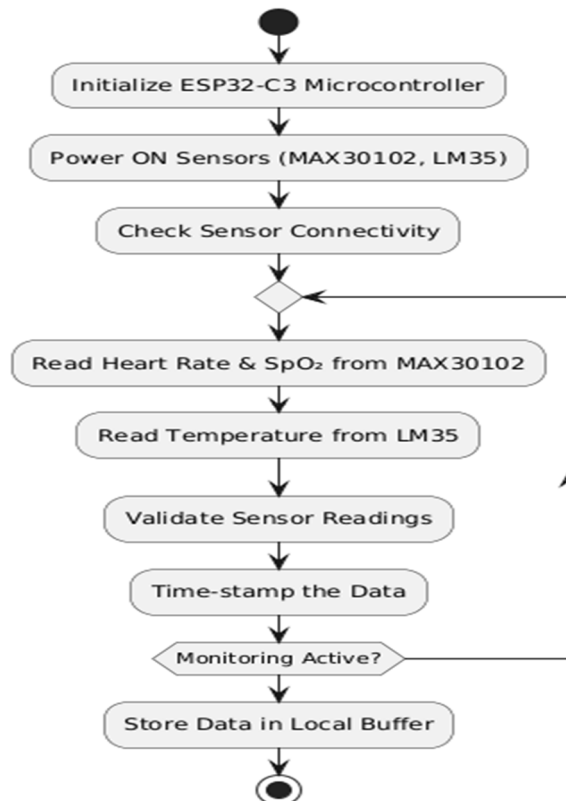 Initialize ESP32-C3 Microcontroller
Power ON Sensors (MAX30102, LM35)
Check Sensor Connectivity
Read Heart Rate & SpO₂ from MAX30102
Read Temperature from LM35
Validate Sensor Readings
Time-stamp the Data
Monitoring Active?
Store Data in Local Buffer